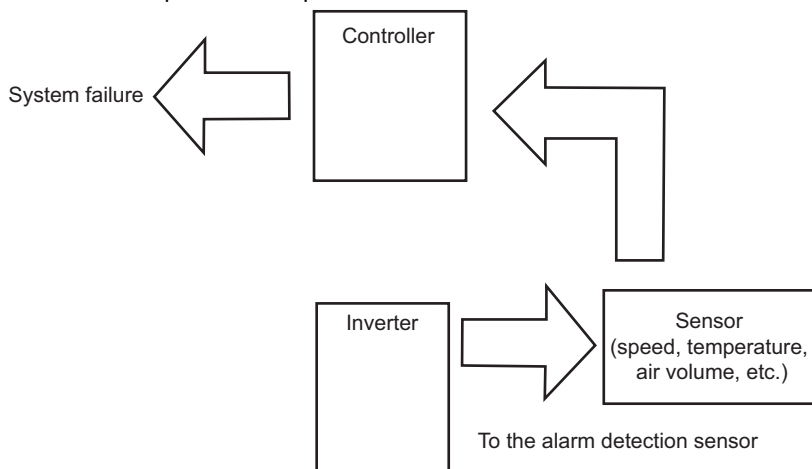 Controller
System failure
Inverter
Sensor
(speed, temperature,
air volume, etc.)
To the alarm detection sensor